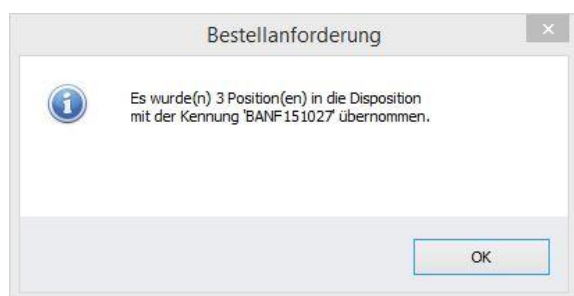 Bestellanforderung
Es wurde(n) 3 Position(en) in die Disposition
mit der Kennung 'BANF151027' übernommen.
OK